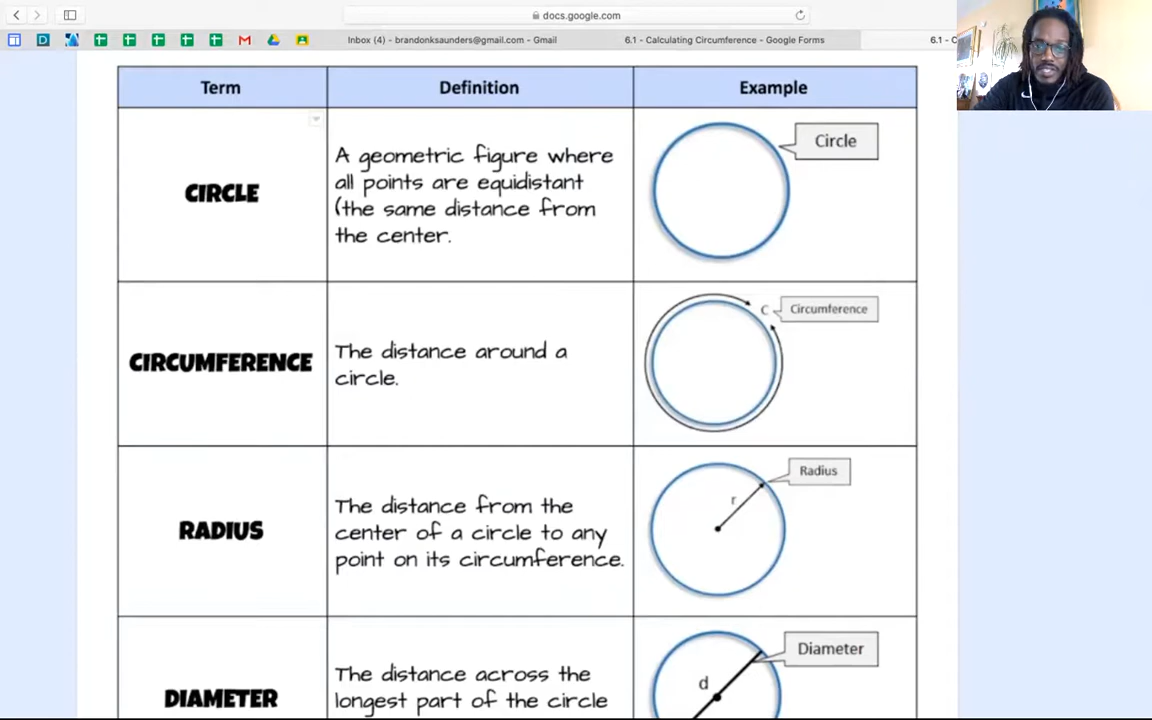 docs.google.com
Inbox (4) - brandonksaunders@gmail.com - Gmail
6.1 - Calculating Circumference - Google Forms
6.1 - C
Term
Definition
Example
CIRCLE
A geometric figure where
all points are equidistant
(the same distance from
the center.
Circle
CIRCUMFERENCE
The distance around a
circle.
C
Circumference
RADIUS
The distance from the
center of a circle to any
point on its circumference.
r
Radius
DIAMETER
The distance across the
longest part of the circle
d
Diameter